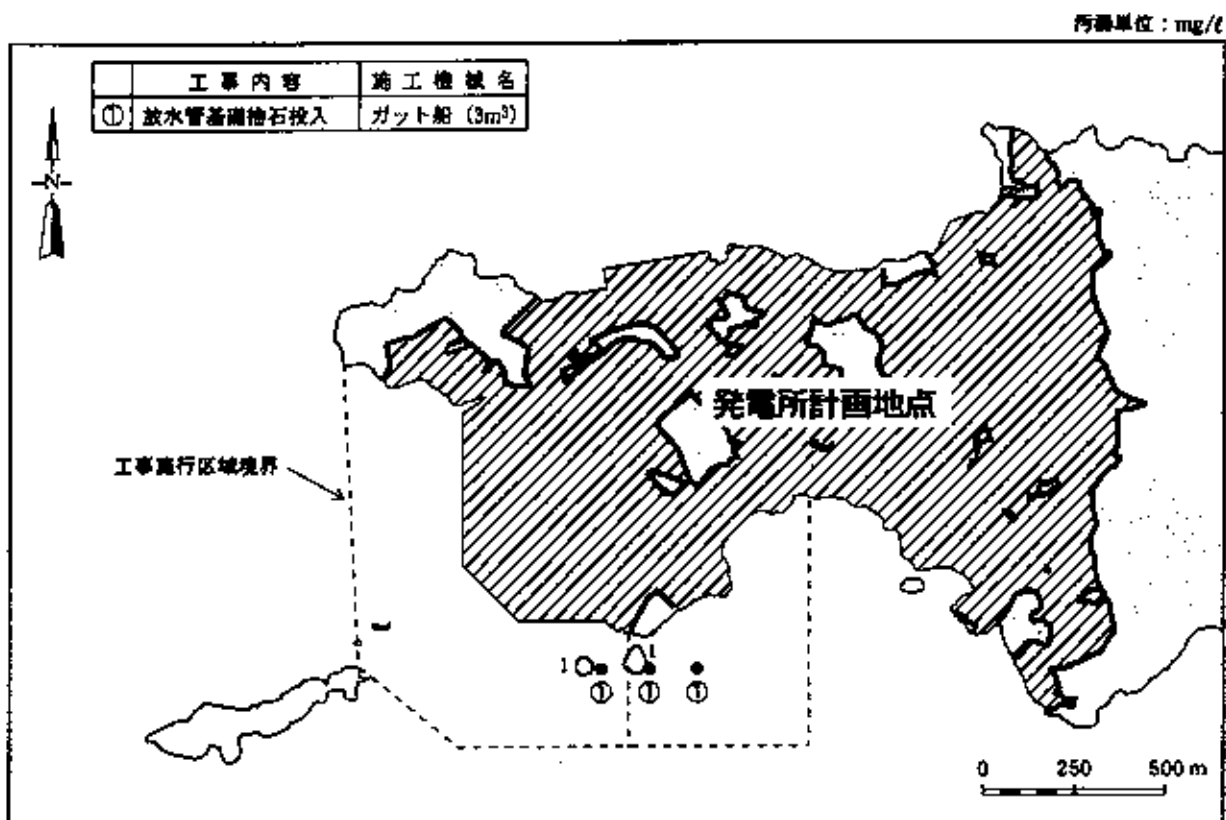 汚濁単位：mg/ℓ
工事内容 施工機械名
① 放水管基礎捨石投入 ガット船（3m³）
N
発電所計画地点
工事施行区域境界
1 1
① ① ①
0 250 500 m